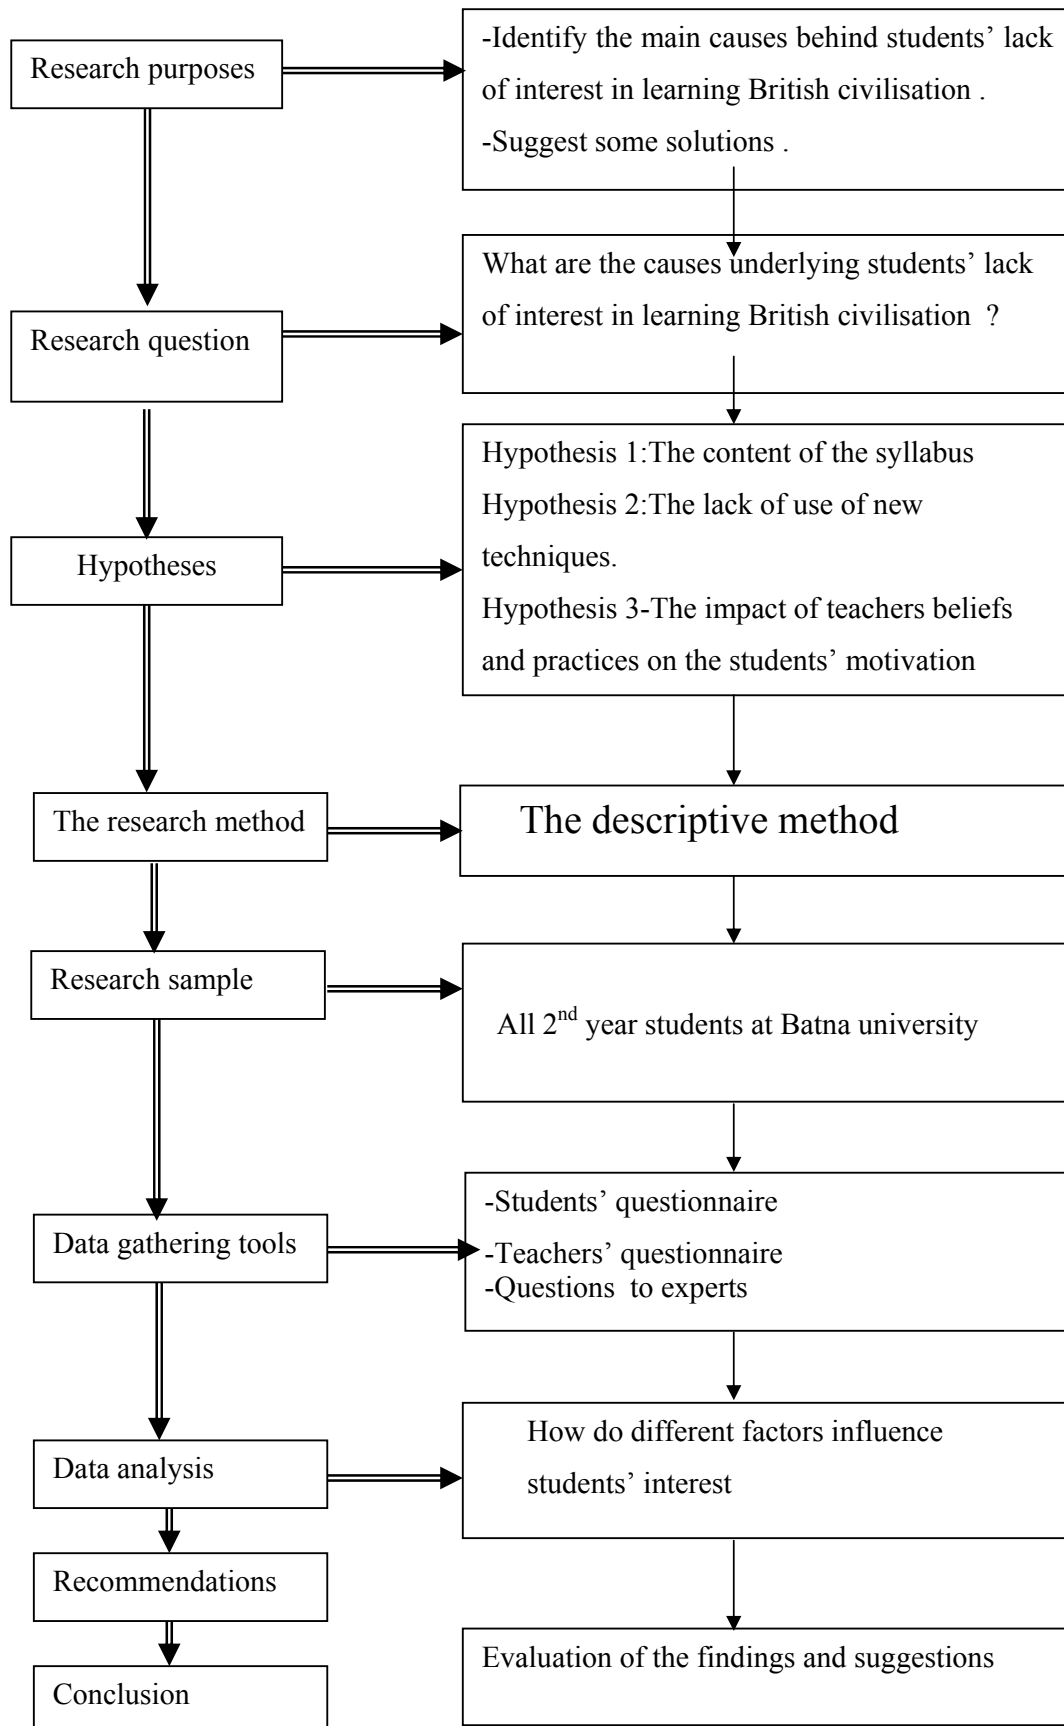 Research purposes
-Identify the main causes behind students’ lack
of interest in learning British civilisation .
-Suggest some solutions .
Research question
What are the causes underlying students’ lack
of interest in learning British civilisation ?
Hypotheses
Hypothesis 1:The content of the syllabus
Hypothesis 2:The lack of use of new
techniques.
Hypothesis 3-The impact of teachers beliefs
and practices on the students’ motivation
The research method
The descriptive method
Research sample
All 2nd year students at Batna university
Data gathering tools
-Students’ questionnaire
-Teachers’ questionnaire
-Questions to experts
Data analysis
How do different factors influence
students’ interest
Recommendations
Conclusion
Evaluation of the findings and suggestions